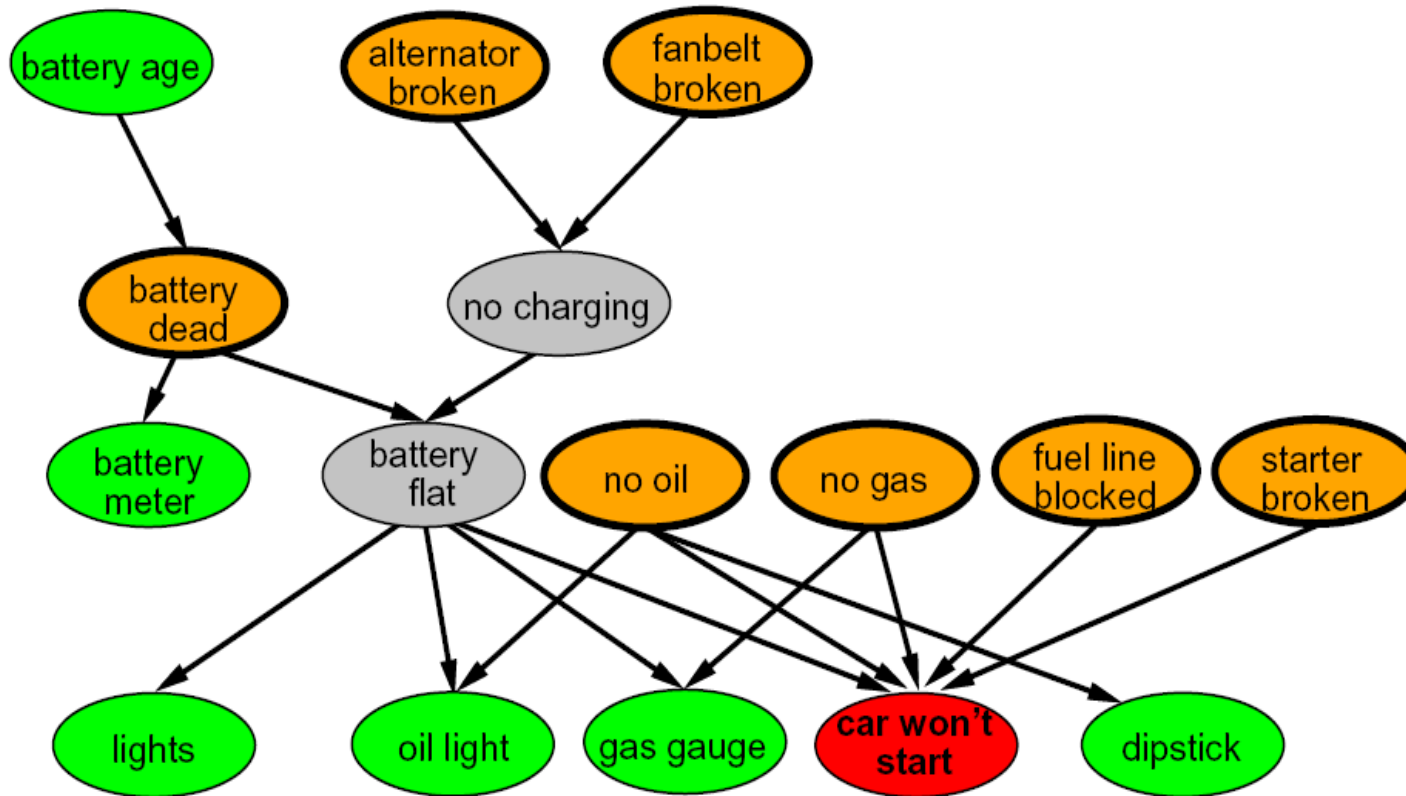 battery age
alternator
broken
fanbelt
broken
battery
dead
no charging
battery
meter
battery
flat
no oil
no gas
fuel line
blocked
starter
broken
lights
oil light
gas gauge
car won't
start
dipstick